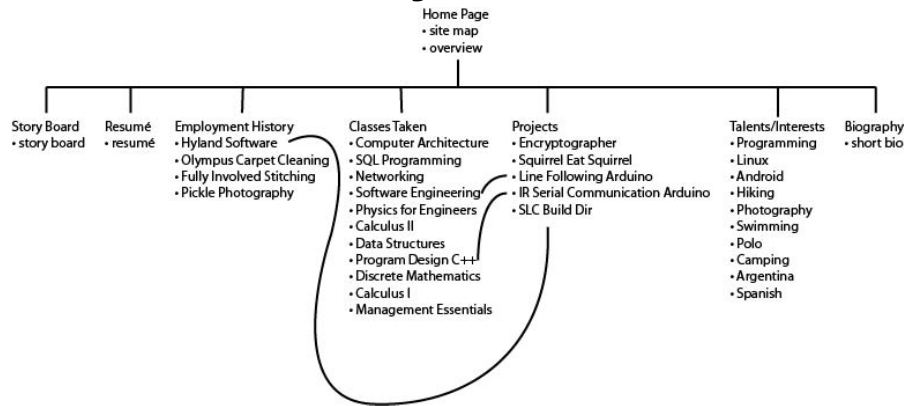 Home Page
• site map
• overview
Story Board
• story board
Resumé
• resumé
Employment History
• Hyland Software
• Olympus Carpet Cleaning
• Fully Involved Stitching
• Pickle Photography
Classes Taken
• Computer Architecture
• SQL Programming
• Networking
• Software Engineering
• Physics for Engineers
• Calculus II
• Data Structures
• Program Design C++
• Discrete Mathematics
• Calculus I
• Management Essentials
Projects
• Encryptographer
• Squirrel Eat Squirrel
• Line Following Arduino
• IR Serial Communication Arduino
• SLC Build Dir
Talents/Interests
• Programming
• Linux
• Android
• Hiking
• Photography
• Swimming
• Polo
• Camping
• Argentina
• Spanish
Biography
• short bio